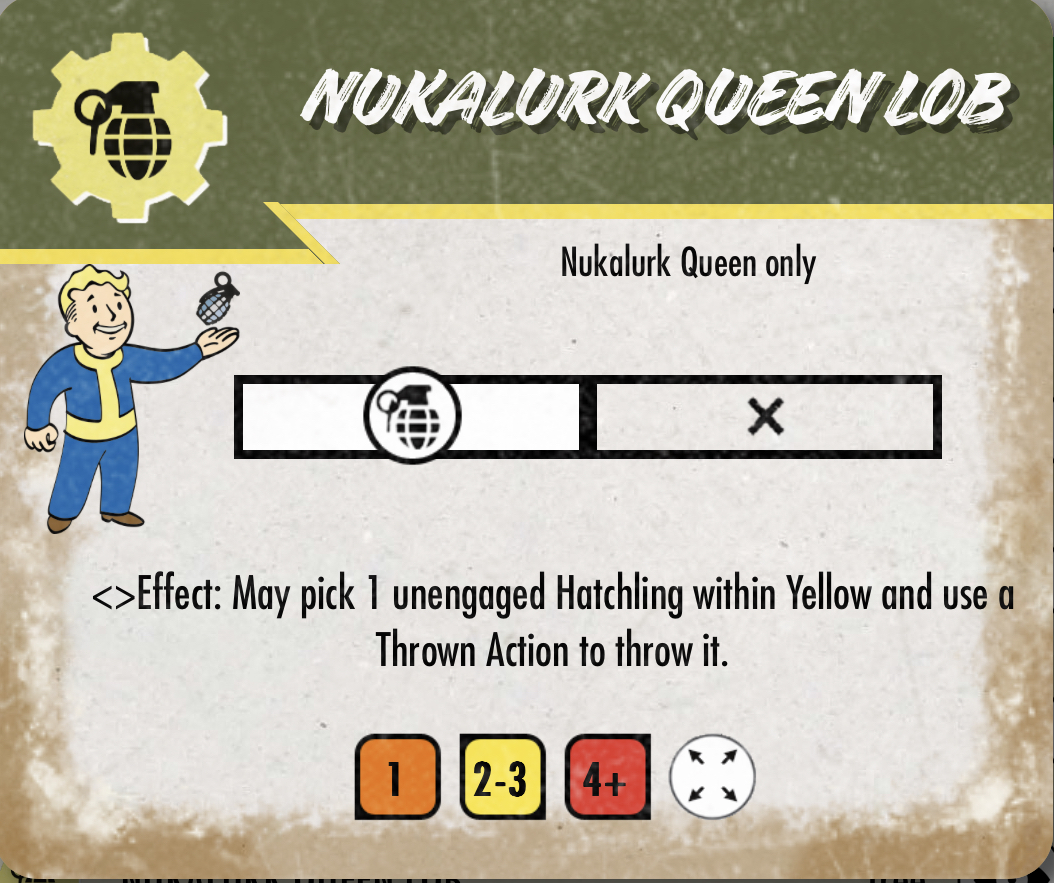 NUKALURK QUEEN LOB
Nukalurk Queen only
<>Effect: May pick 1 unengaged Hatchling within Yellow and use a
Thrown Action to throw it.
1 2-3 4+